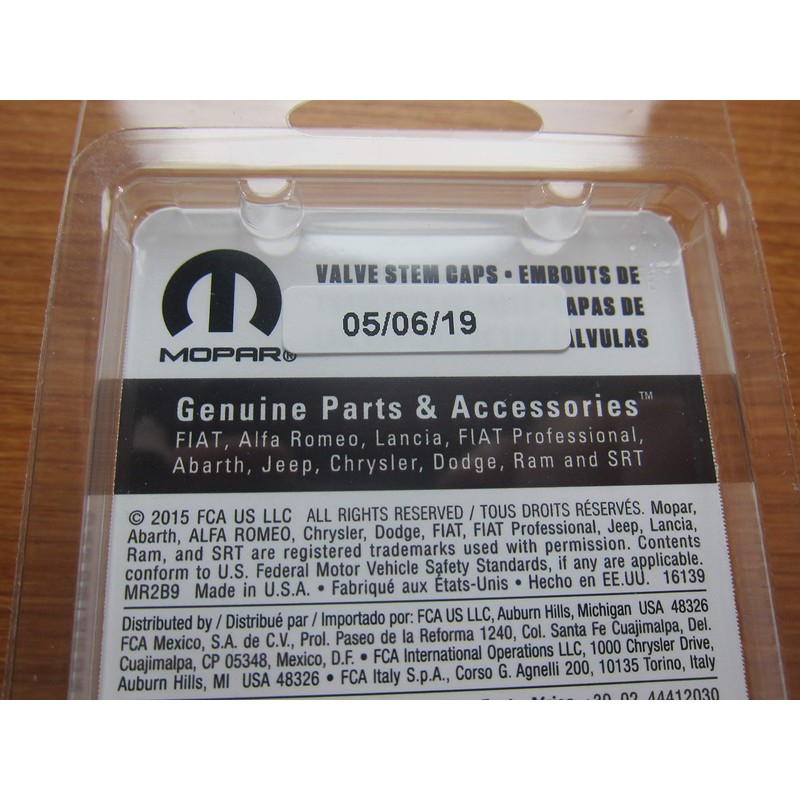 MOPAR®
VALVE STEM CAPS • EMBOUTS DE
APAS DE
ALVULAS
05/06/19
Genuine Parts & Accessories™
FIAT, Alfa Romeo, Lancia, FIAT Professional,
Abarth, Jeep, Chrysler, Dodge, Ram and SRT
© 2015 FCA US LLC ALL RIGHTS RESERVED / TOUS DROITS RÉSERVÉS. Mopar,
Abarth, ALFA ROMEO, Chrysler, Dodge, FIAT, FIAT Professional, Jeep, Lancia,
Ram, and SRT are registered trademarks used with permission. Contents
conform to U.S. Federal Motor Vehicle Safety Standards, if any are applicable.
MR2B9 Made in U.S.A. • Fabriqué aux États-Unis • Hecho en EE.UU. 16139
Distributed by / Distribué par / Importado por: FCA US LLC, Auburn Hills, Michigan USA 48326
FCA Mexico, S.A. de C.V., Prol. Paseo de la Reforma 1240, Col. Santa Fe Cuajimalpa, Del.
Cuajimalpa, CP 05348, Mexico, D.F. • FCA International Operations LLC, 1000 Chrysler Drive,
Auburn Hills, MI USA 48326 • FCA Italy S.p.A., Corso G. Agnelli 200, 10135 Torino, Italy
+39 02 44412030